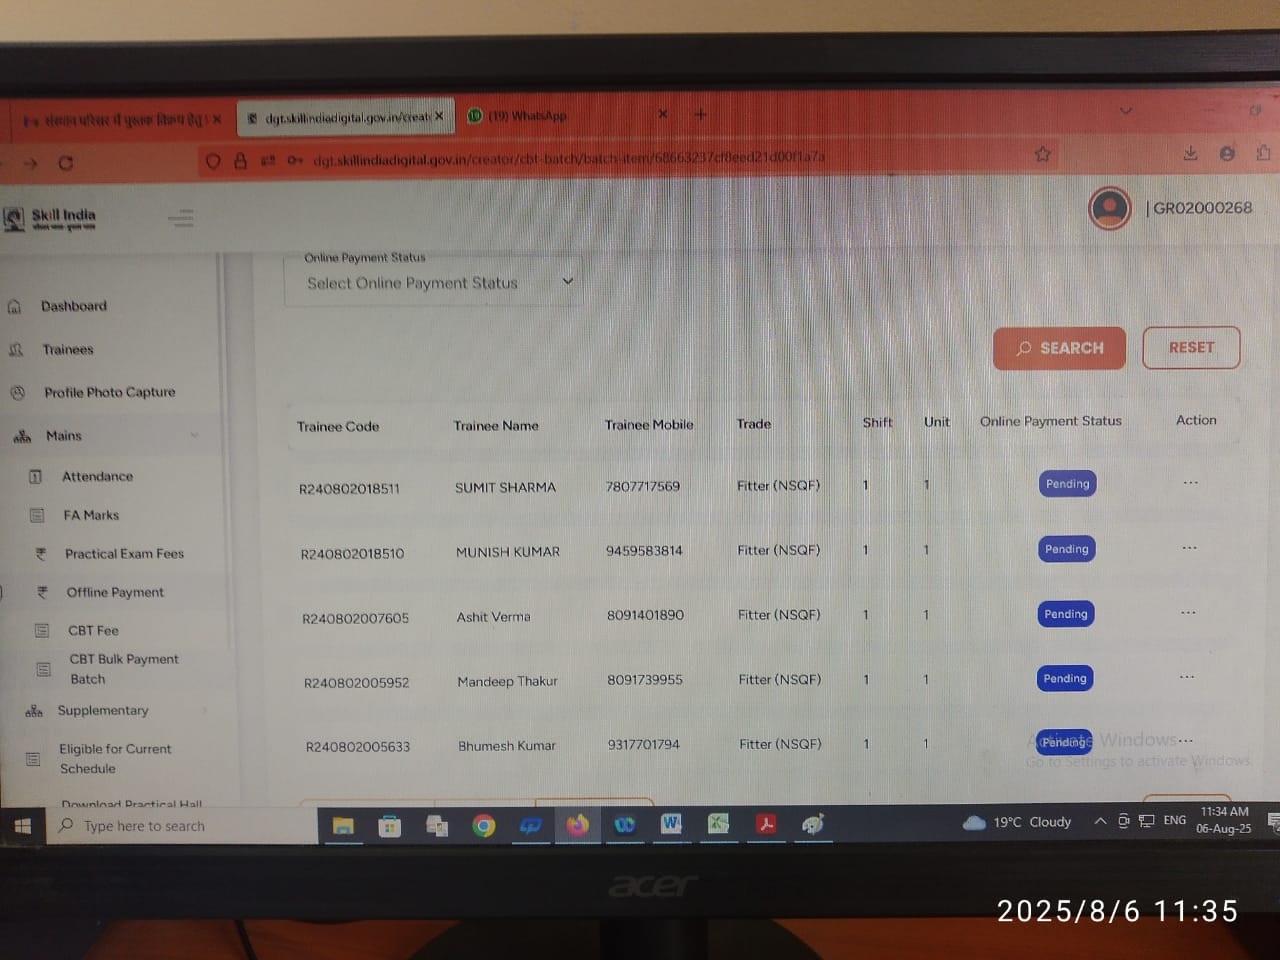 संस्थान परिसर में पुस्तक विक्रय हेतु
dgt.skillindiadigital.gov.in/creat
(19) WhatsApp
dgt.skillindiadigital.gov.in/creator/cbt-batch/batch-item/68663237cf8eed21d00f1a7a
Skill India
| GR02000268
Online Payment Status
Select Online Payment Status
SEARCH
RESET
Dashboard
Trainees
Profile Photo Capture
Mains
Attendance
FA Marks
Practical Exam Fees
Offline Payment
CBT Fee
CBT Bulk Payment
Batch
Supplementary
Eligible for Current
Schedule
Download Practical Hall
Trainee Code Trainee Name Trainee Mobile Trade Shift Unit Online Payment Status Action
R240802018511 SUMIT SHARMA 7807717569 Fitter (NSQF) 1 1 Pending ...
R240802018510 MUNISH KUMAR 9459583814 Fitter (NSQF) 1 1 Pending ...
R240802007605 Ashit Verma 8091401890 Fitter (NSQF) 1 1 Pending ...
R240802005952 Mandeep Thakur 8091739955 Fitter (NSQF) 1 1 Pending ...
R240802005633 Bhumesh Kumar 9317701794 Fitter (NSQF) 1 1 Pending ...
Activate Windows
Go to Settings to activate Windows.
Type here to search
19°C Cloudy
ENG
11:34 AM
06-Aug-25
acer
2025/8/6 11:35